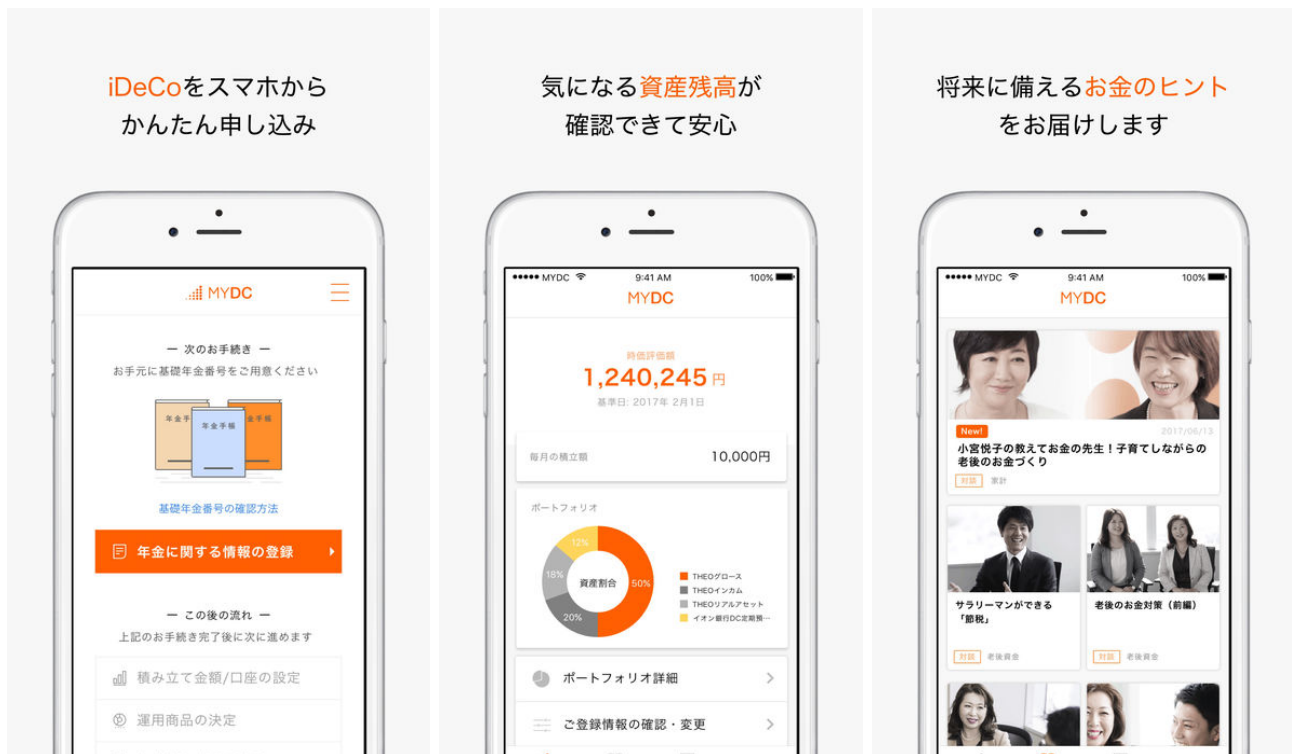 iDeCoをスマホから
かんたん申し込み
MYDC
ー 次のお手続き ー
お手元に基礎年金番号をご用意ください
年金手
年金手帳
金手帳
基礎年金番号の確認方法
年金に関する情報の登録
ー この後の流れ ー
上記のお手続き完了後に次に進めます
積み立て金額/口座の設定
運用商品の決定
気になる資産残高が
確認できて安心
MYDC
9:41 AM
100%
MYDC
時価評価額
1,240,245 円
基準日: 2017年 2月1日
毎月の積立額
10,000円
ポートフォリオ
12%
18%
資産割合
50%
20%
THEOグロース
THEOインカム
THEOリアルアセット
イオン銀行DC定期預…
ポートフォリオ詳細
ご登録情報の確認・変更
将来に備えるお金のヒント
をお届けします
MYDC
9:41 AM
100%
MYDC
New!
2017/06/13
小宮悦子の教えてお金の先生！子育てしながらの
老後のお金づくり
対談
家計
サラリーマンができる
「節税」
対談
老後資金
老後のお金対策（前編）
対談
老後資金